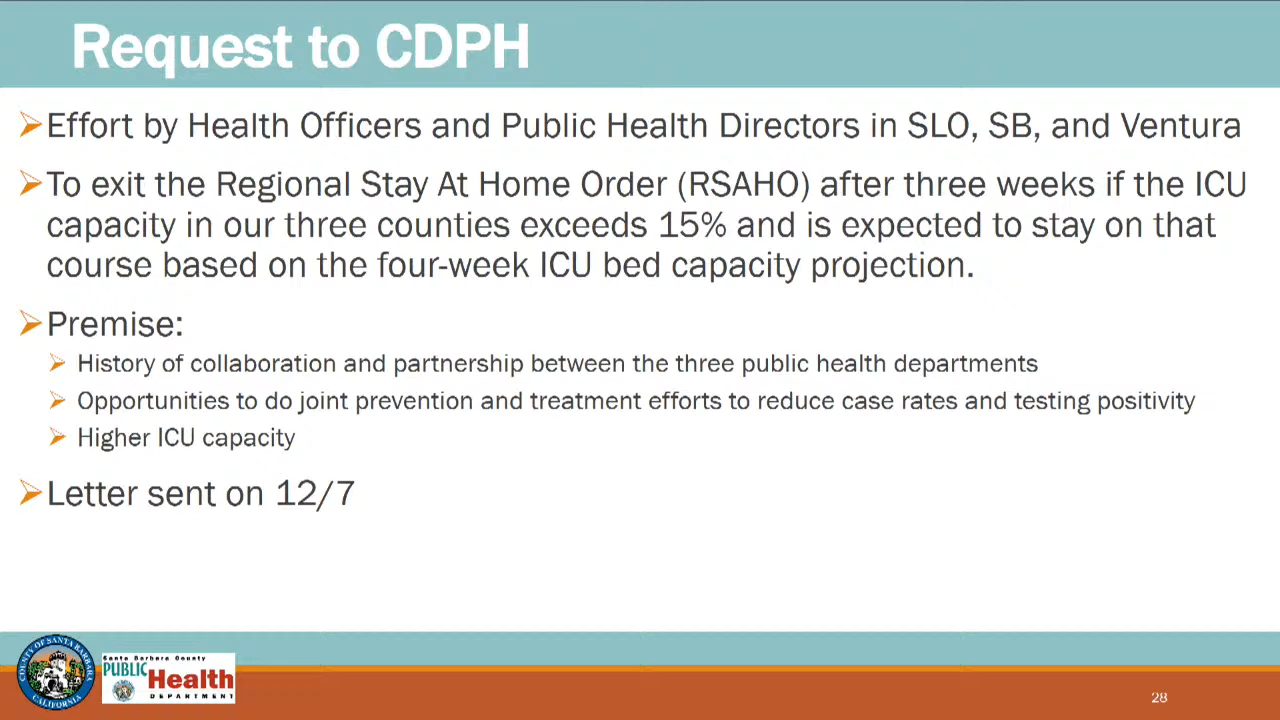 Request to CDPH
Effort by Health Officers and Public Health Directors in SLO, SB, and Ventura
To exit the Regional Stay At Home Order (RSAHO) after three weeks if the ICU
capacity in our three counties exceeds 15% and is expected to stay on that
course based on the four-week ICU bed capacity projection.
Premise:
History of collaboration and partnership between the three public health departments
Opportunities to do joint prevention and treatment efforts to reduce case rates and testing positivity
Higher ICU capacity
Letter sent on 12/7
COUNTY OF SANTA BARBARA
CALIFORNIA
Santa Barbara County
PUBLIC
Health
DEPARTMENT
28